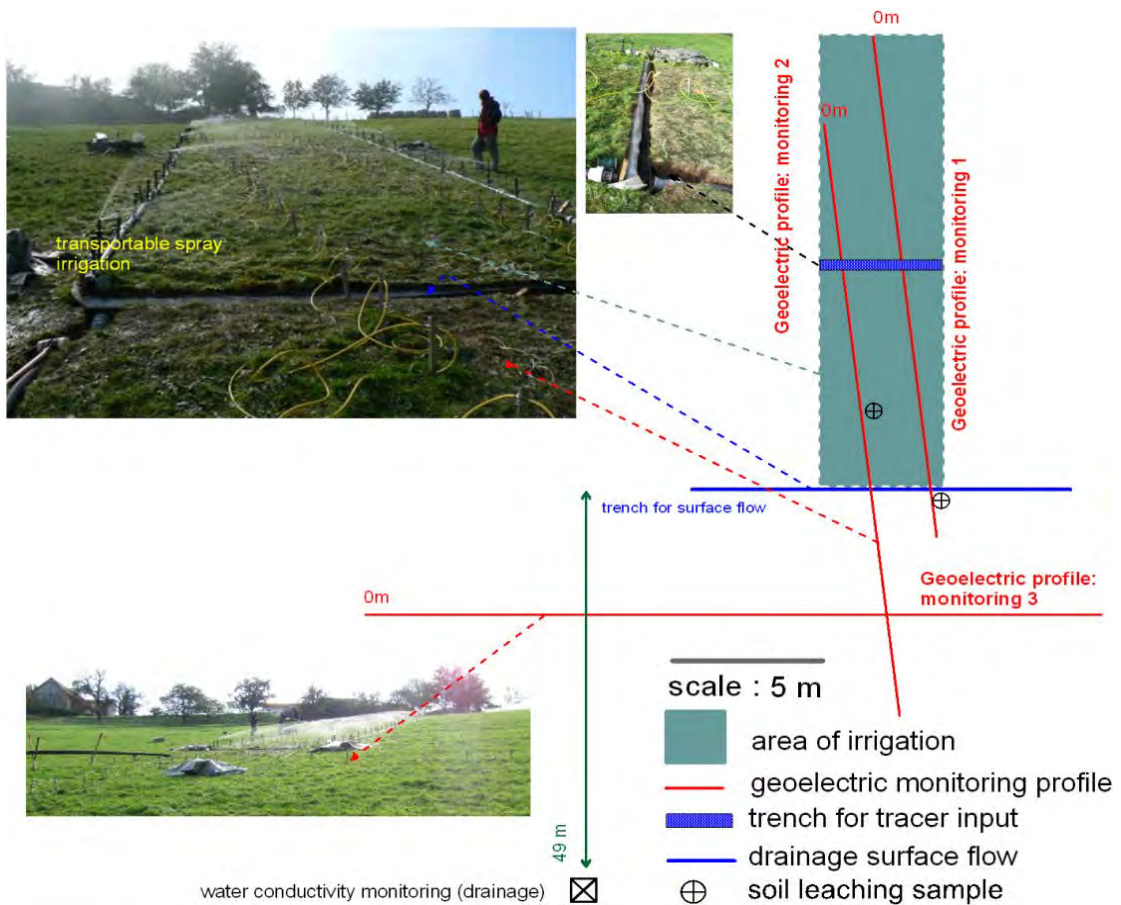 transportable spray
irrigation
0m
0m
Geoelectric profile: monitoring 2
Geoelectric profile: monitoring 1
trench for surface flow
0m
Geoelectric profile:
monitoring 3
49 m
water conductivity monitoring (drainage)
scale : 5 m
area of irrigation
geoelectric monitoring profile
trench for tracer input
drainage surface flow
soil leaching sample